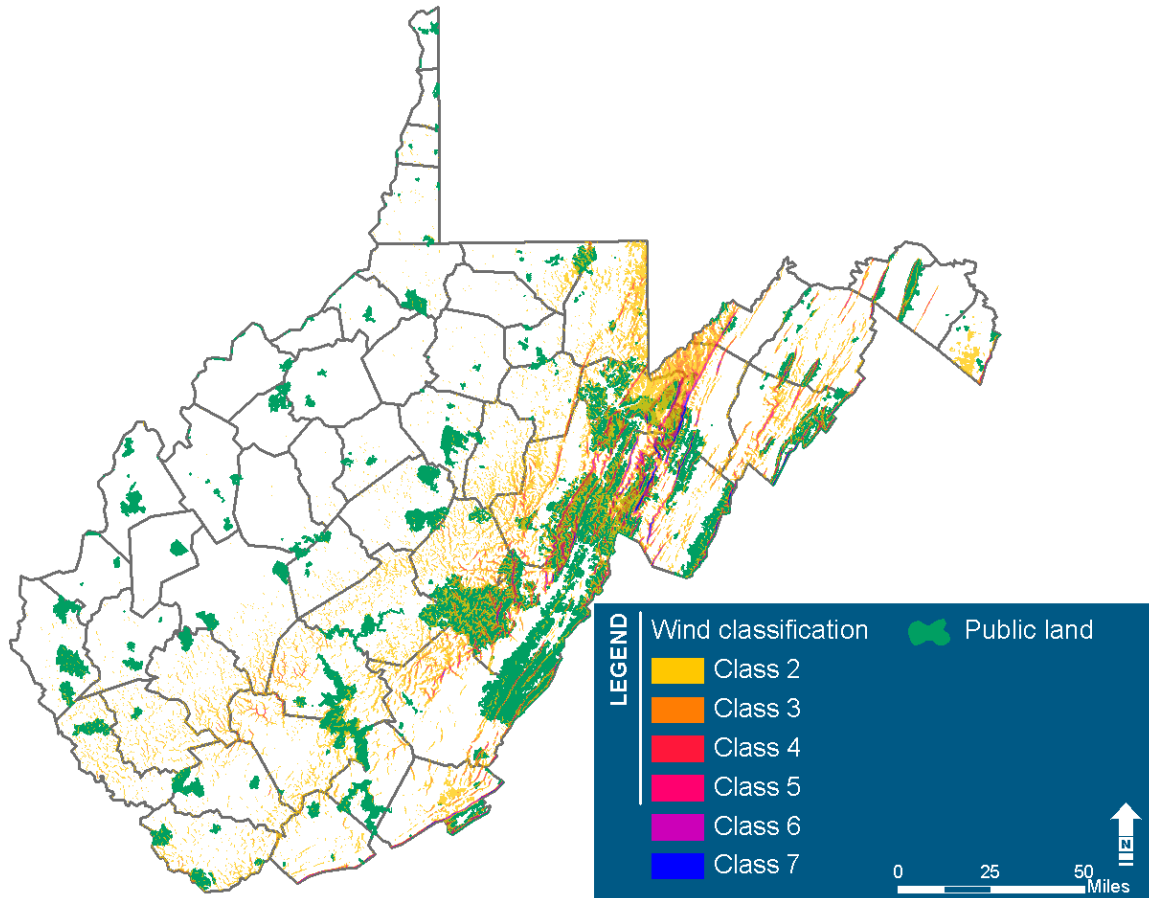 LEGEND
Wind classification
Public land
Class 2
Class 3
Class 4
Class 5
Class 6
Class 7
N
0 25 50
Miles